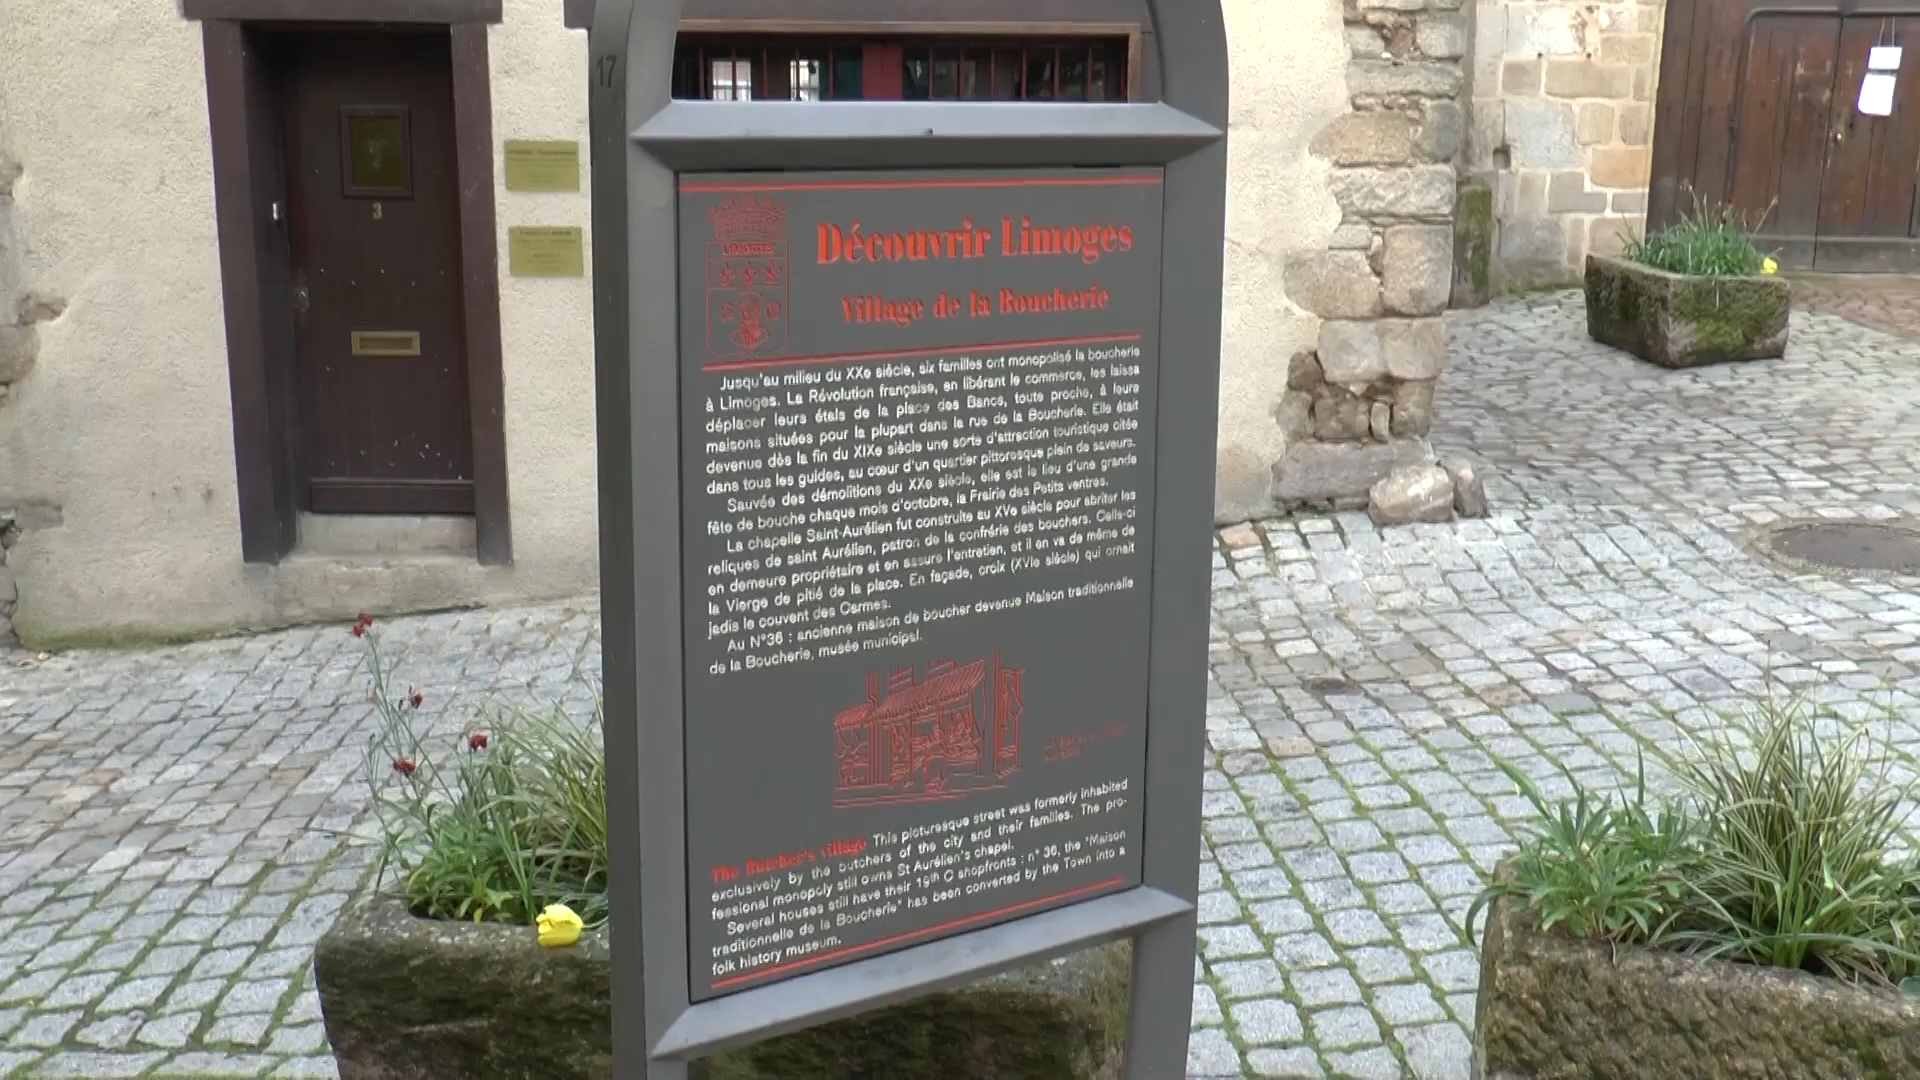 17
3
LIMOGES
Découvrir Limoges
Village de la Boucherie
Jusqu'au milieu du XXe siècle, six familles ont monopolisé la boucherie
à Limoges. La Révolution française, en libérant le commerce, les laissa
déplacer leurs étals de la place des Bancs, toute proche, à leurs
maisons situées pour la plupart dans la rue de la Boucherie. Elle était
devenue dès la fin du XIXe siècle une sorte d'attraction touristique citée
dans tous les guides, au cœur d'un quartier pittoresque plein de saveurs.
Sauvée des démolitions du XXe siècle, elle est le lieu d'une grande
fête de bouche chaque mois d'octobre, la Frairie des Petits ventres.
La chapelle Saint-Aurélien fut construite au XVe siècle pour abriter les
reliques de saint Aurélien, patron de la confrérie des bouchers. Celle-ci
en demeure propriétaire et en assure l'entretien, et il en va de même de
la Vierge de pitié de la place. En façade, croix (XVIe siècle) qui ornait
jadis le couvent des Carmes.
Au N°36 : ancienne maison de boucher devenue Maison traditionnelle
de la Boucherie, musée municipal.
The Butcher's village This picturesque street was formerly inhabited
exclusively by the butchers of the city and their families. The pro-
fessional monopoly still owns St Aurélien's chapel.
Several houses still have their 19th C shopfronts : n° 36, the "Maison
traditionnelle de la Boucherie" has been converted by the Town into a
folk history museum.